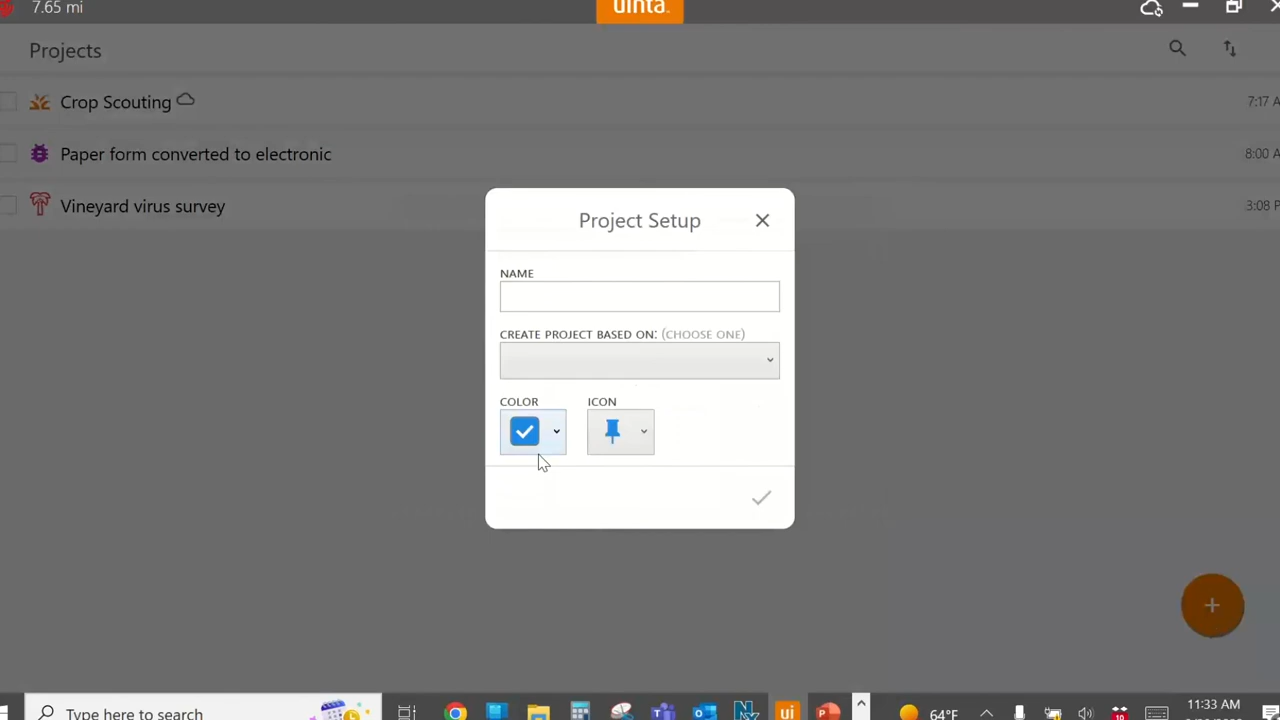 7.65 mi
uinta.
Projects
Crop Scouting
7:17 A
Paper form converted to electronic
8:00 A
Vineyard virus survey
3:08 P
Project Setup
NAME
CREATE PROJECT BASED ON: (CHOOSE ONE)
COLOR ICON
Type here to search
ui
64°F
11:33 AM